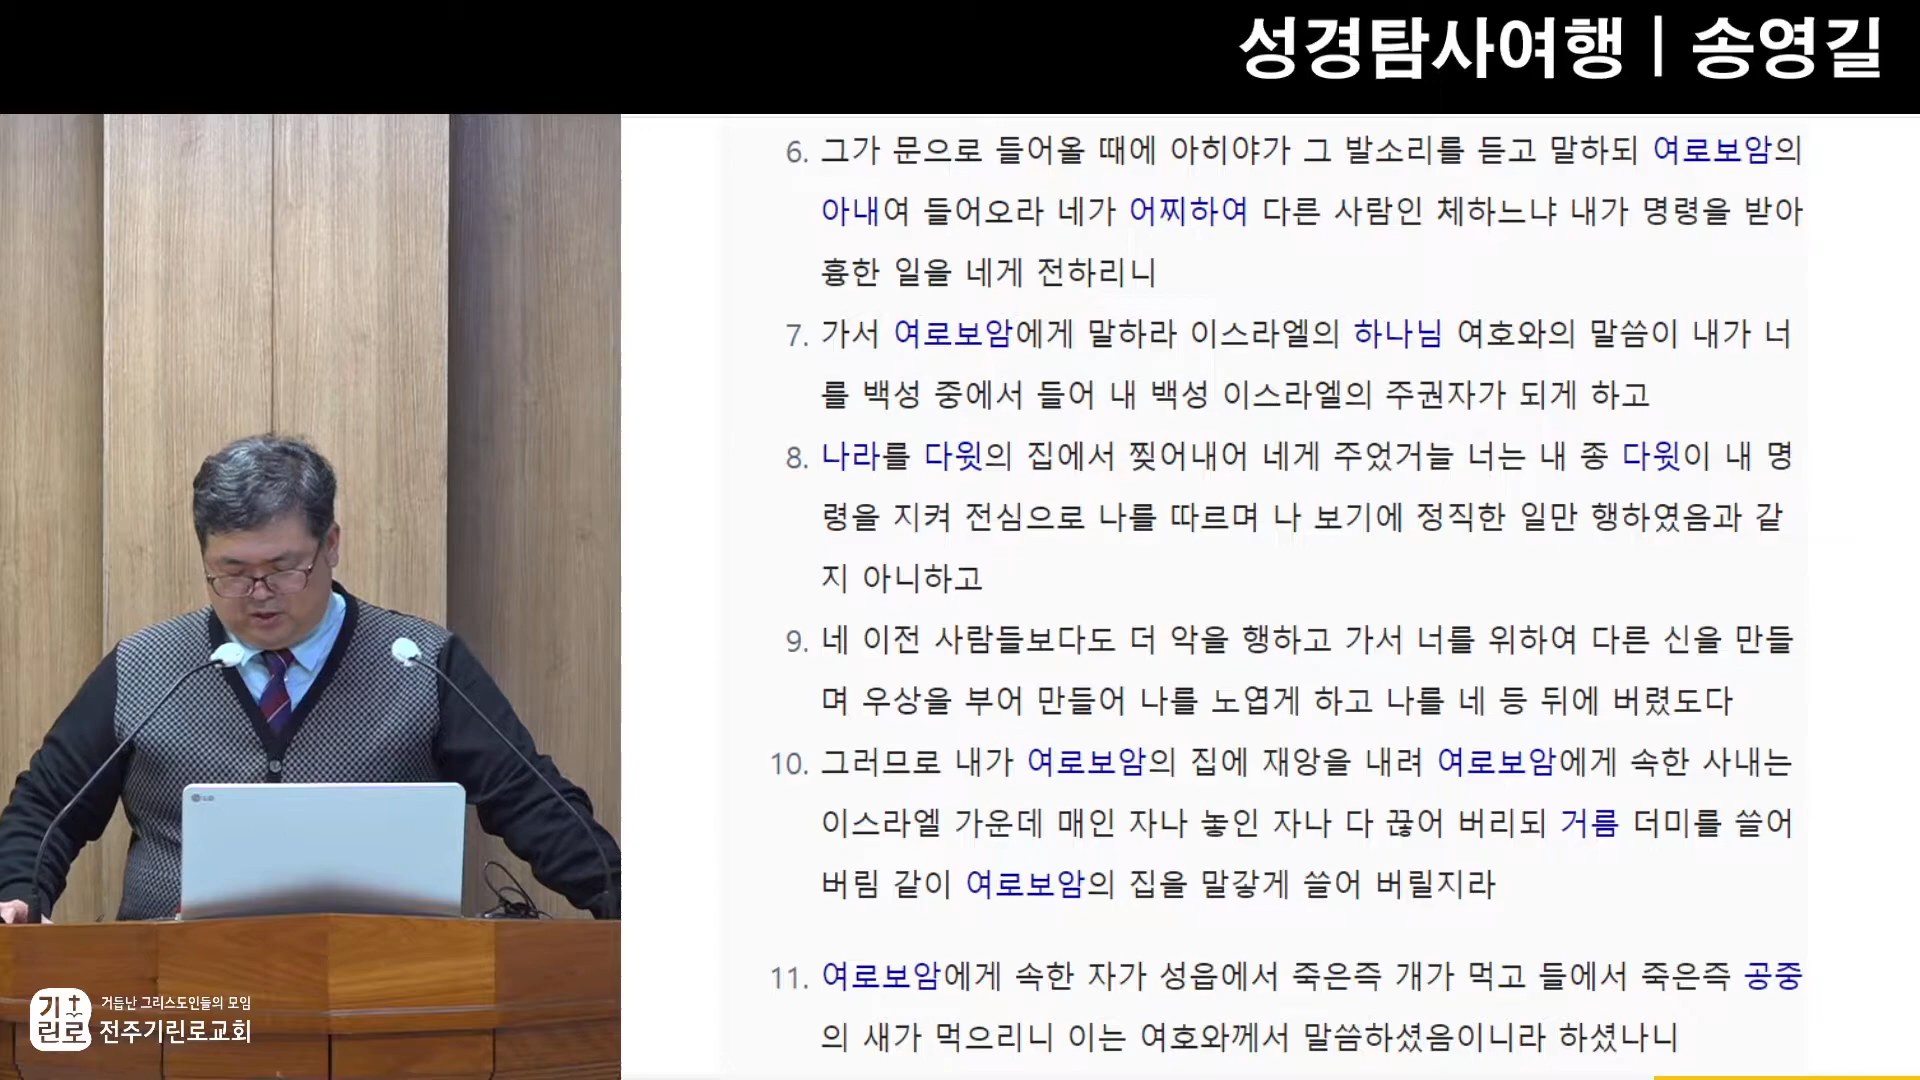 성경탐사여행 | 송영길
6. 그가 문으로 들어올 때에 아히야가 그 발소리를 듣고 말하되 여로보암의
아내여 들어오라 네가 어찌하여 다른 사람인 체하느냐 내가 명령을 받아
흉한 일을 네게 전하리니
7. 가서 여로보암에게 말하라 이스라엘의 하나님 여호와의 말씀이 내가 너
를 백성 중에서 들어 내 백성 이스라엘의 주권자가 되게 하고
8. 나라를 다윗의 집에서 찢어내어 네게 주었거늘 너는 내 종 다윗이 내 명
령을 지켜 전심으로 나를 따르며 나 보기에 정직한 일만 행하였음과 같
지 아니하고
9. 네 이전 사람들보다도 더 악을 행하고 가서 너를 위하여 다른 신을 만들
며 우상을 부어 만들어 나를 노엽게 하고 나를 네 등 뒤에 버렸도다
10. 그러므로 내가 여로보암의 집에 재앙을 내려 여로보암에게 속한 사내는
이스라엘 가운데 매인 자나 놓인 자나 다 끊어 버리되 거름 더미를 쓸어
버림 같이 여로보암의 집을 말갛게 쓸어 버릴지라
11. 여로보암에게 속한 자가 성읍에서 죽은즉 개가 먹고 들에서 죽은즉 공중
의 새가 먹으리니 이는 여호와께서 말씀하셨음이니라 하셨나니
LG
기린로
거듭난 그리스도인들의 모임
전주기린로교회